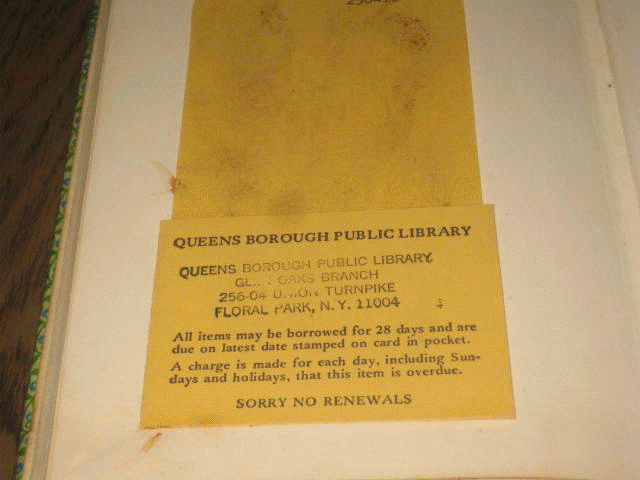 QUEENS BOROUGH PUBLIC LIBRARY
QUEENS BOROUGH PUBLIC LIBRARY
OAKS BRANCH
256-04 UNION TURNPIKE
FLORAL PARK, N.Y. 11004
All items may be borrowed for 28 days and are
due on latest date stamped on card in pocket.
A charge is made for each day, including Sun-
days and holidays, that this item is overdue.
SORRY NO RENEWALS